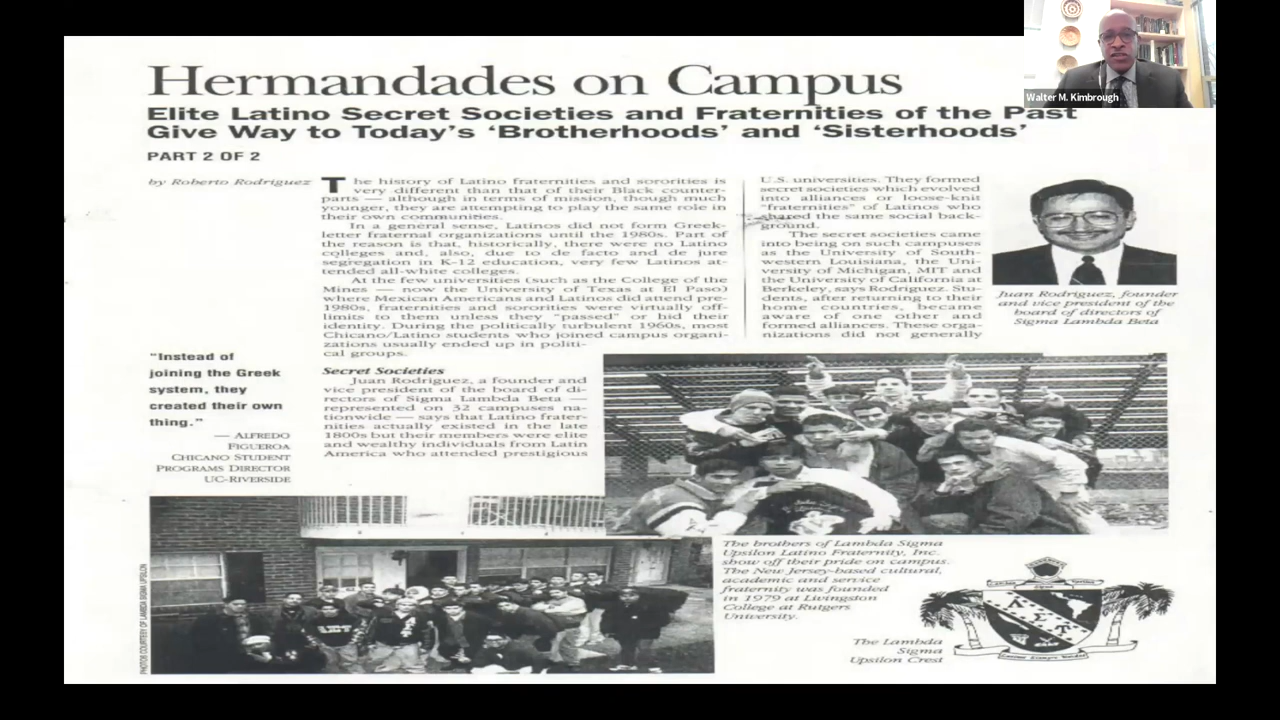 Walter M. Kimbrough
Hermandades on Campus
Elite Latino Secret Societies and Fraternities of the Past
Give Way to Today's 'Brotherhoods' and 'Sisterhoods'
PART 2 OF 2
by Roberto Rodriguez
The history of Latino fraternities and sororities is
very different than that of their Black counter-
parts — although in terms of mission, though much
younger, they are attempting to play the same role in
their own communities.
In a general sense, Latinos did not form Greek-
letter fraternal organizations until the 1980s. Part of
the reason is that, historically, there were no Latino
colleges and, also, due to de facto and de jure
segregation in K-12 education, very few Latinos at-
tended all-white colleges.
At the few universities (such as the College of the
Mines — now the University of Texas at El Paso)
where Mexican Americans and Latinos did attend pre-
1980s, fraternities and sororities were virtually off-
limits to them unless they "passed" or hid their
identity. During the politically turbulent 1960s, most
Chicano/Latino students who joined campus organi-
zations usually ended up in politi-
cal groups.
Secret Societies
Juan Rodriguez, a founder and
vice president of the board of di-
rectors of Sigma Lambda Beta —
represented on 32 campuses na-
tionwide — says that Latino frater-
nities actually existed in the late
1800s but their members were elite
and wealthy individuals from Latin
America who attended prestigious
U.S. universities. They formed
secret societies which evolved
into alliances or loose-knit
"fraternities" of Latinos who
shared the same social back-
ground.
The secret societies came
into being on such campuses
as the University of South-
western Louisiana, the Uni-
versity of Michigan, MIT and
the University of California at
Berkeley, says Rodriguez. Stu-
dents, after returning to their
home countries, became
aware of one other and
formed alliances. These orga-
nizations did not generally
Juan Rodriguez, founder
and vice president of the
board of directors of
Sigma Lambda Beta
"Instead of
joining the Greek
system, they
created their own
thing."
— ALFREDO
FIGUEROA
CHICANO STUDENT
PROGRAMS DIRECTOR
UC-RIVERSIDE
PHOTOS COURTESY OF LAMBDA SIGMA UPSILON
The brothers of Lambda Sigma
Upsilon Latino Fraternity, Inc.
show off their pride on campus.
The New Jersey-based cultural,
academic and service
fraternity was founded
in 1979 at Livingston
College at Rutgers
University.
The Lambda
Sigma
Upsilon Crest